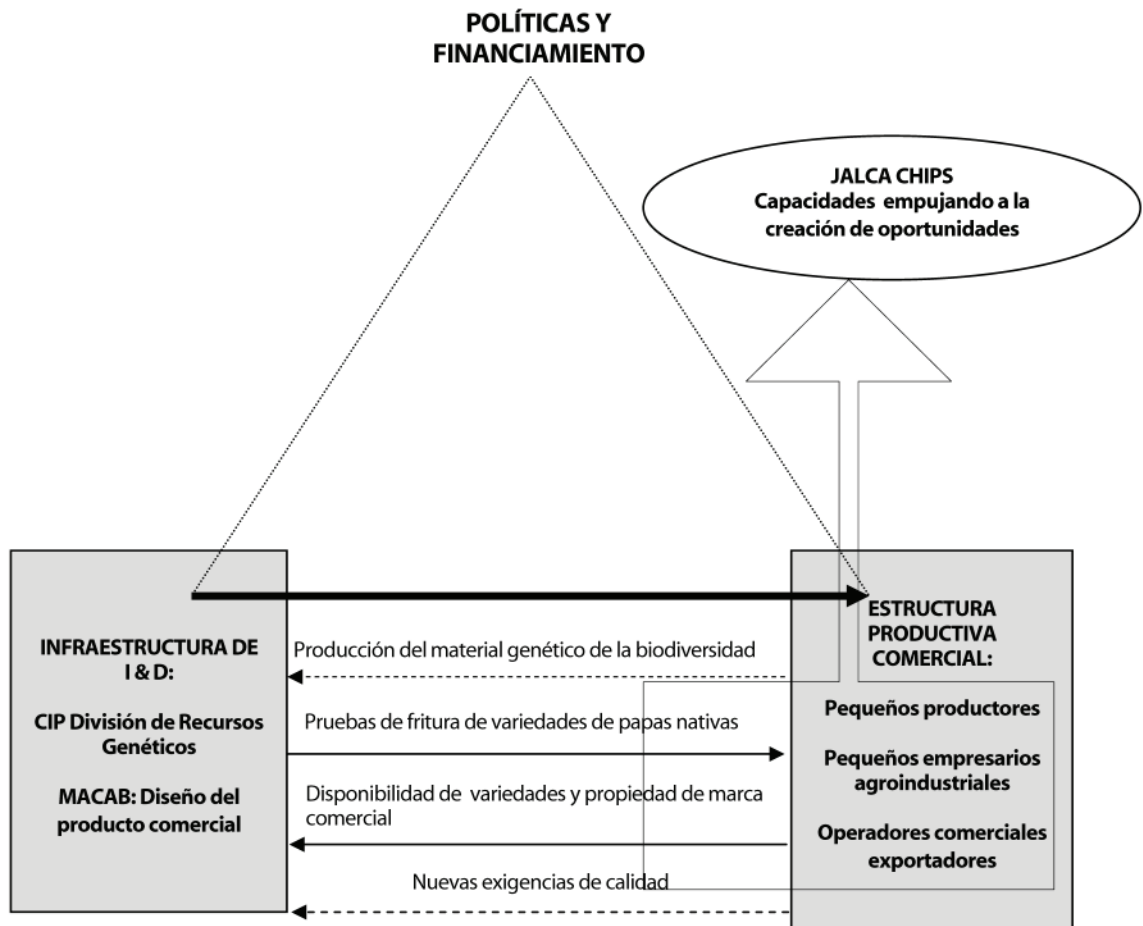 POLÍTICAS Y
FINANCIAMIENTO
JALCA CHIPS
Capacidades empujando a la
creación de oportunidades
INFRAESTRUCTURA DE
I & D:
CIP División de Recursos
Genéticos
MACAB: Diseño del
producto comercial
Producción del material genético de la biodiversidad
Pruebas de fritura de variedades de papas nativas
Disponibilidad de variedades y propiedad de marca
comercial
Nuevas exigencias de calidad
ESTRUCTURA
PRODUCTIVA
COMERCIAL:
Pequeños productores
Pequeños empresarios
agroindustriales
Operadores comerciales
exportadores